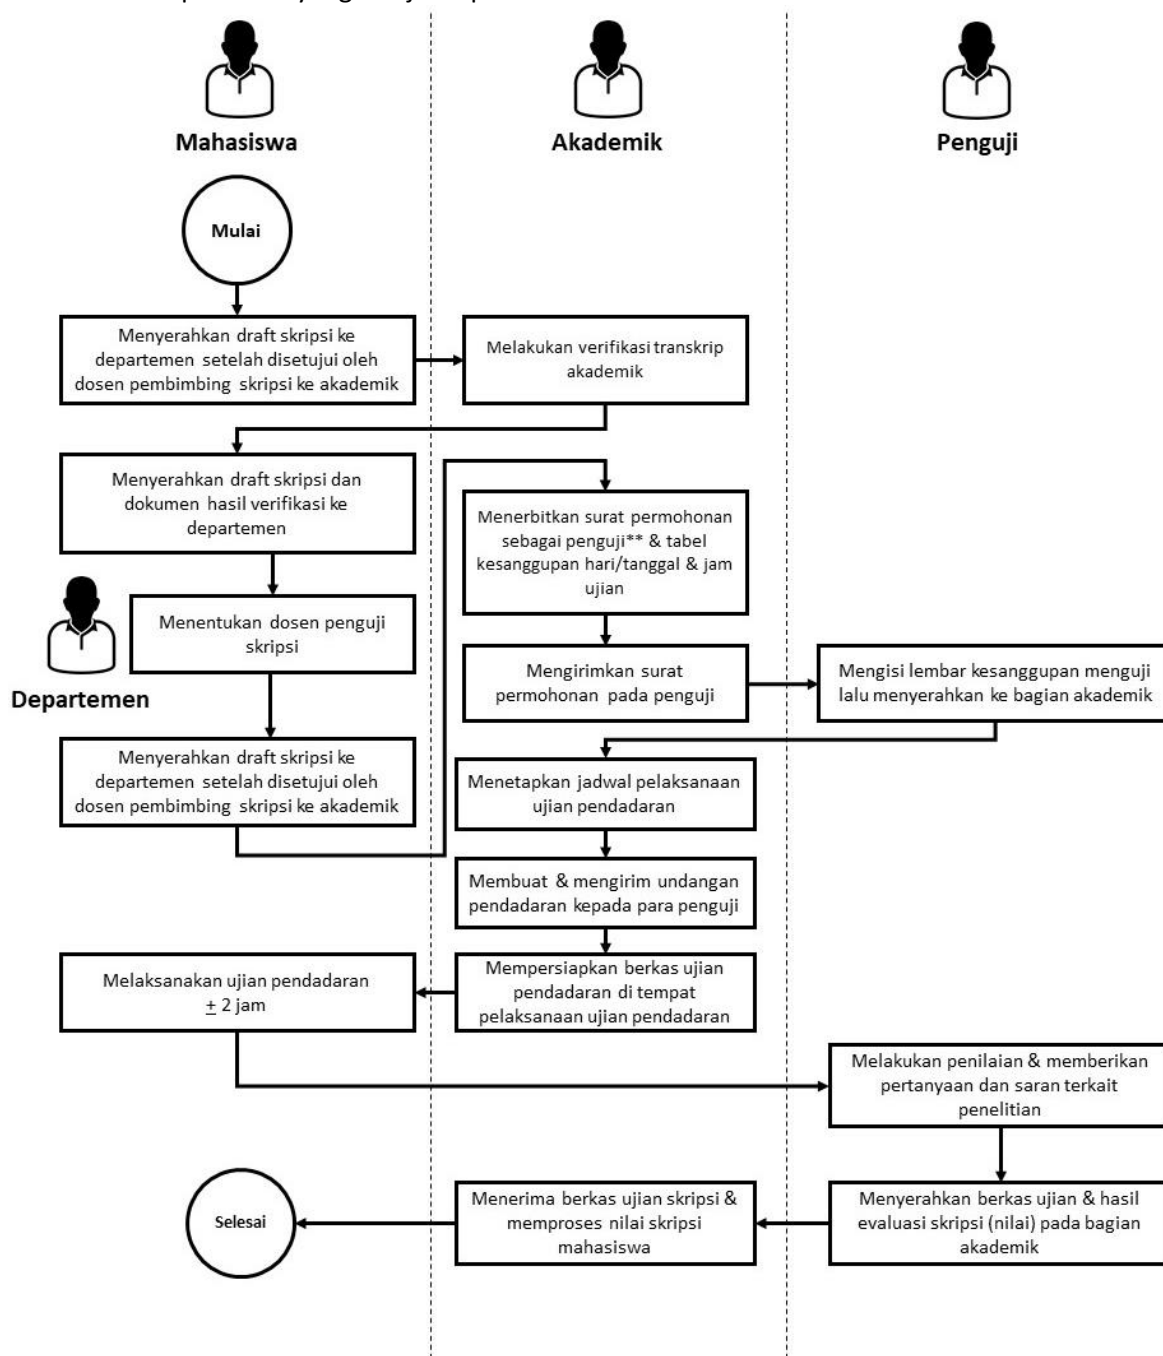 Mahasiswa
Akademik
Penguji
Mulai
Menyerahkan draft skripsi ke
departemen setelah disetujui oleh
dosen pembimbing skripsi ke akademik
Melakukan verifikasi transkrip
akademik
Menyerahkan draft skripsi dan
dokumen hasil verifikasi ke
departemen
Menerbitkan surat permohonan
sebagai penguji** & tabel
kesanggupan hari/tanggal & jam
ujian
Departemen
Menentukan dosen penguji
skripsi
Mengirimkan surat
permohonan pada penguji
Mengisi lembar kesanggupan menguji
lalu menyerahkan ke bagian akademik
Menyerahkan draft skripsi ke
departemen setelah disetujui oleh
dosen pembimbing skripsi ke akademik
Menetapkan jadwal pelaksanaan
ujian pendadaran
Membuat & mengirim undangan
pendadaran kepada para penguji
Mempersiapkan berkas ujian
pendadaran di tempat
pelaksanaan ujian pendadaran
Melaksanakan ujian pendadaran
± 2 jam
Melakukan penilaian & memberikan
pertanyaan dan saran terkait
penelitian
Menyerahkan berkas ujian & hasil
evaluasi skripsi (nilai) pada bagian
akademik
Menerima berkas ujian skripsi &
memproses nilai skripsi
mahasiswa
Selesai